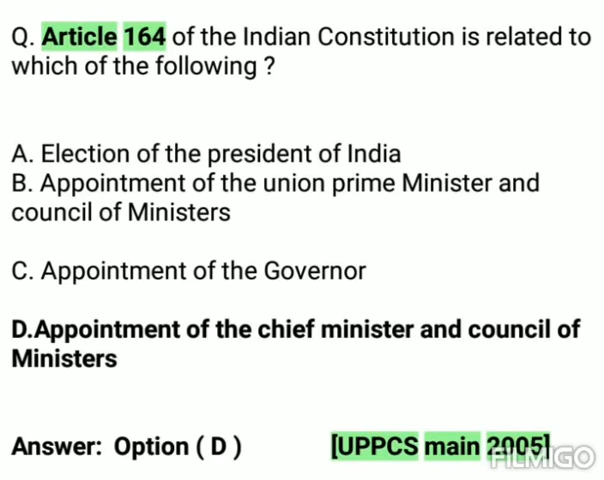 Q. Article 164 of the Indian Constitution is related to
which of the following ?
A. Election of the president of India
B. Appointment of the union prime Minister and
council of Ministers
C. Appointment of the Governor
D.Appointment of the chief minister and council of
Ministers
Answer: Option ( D ) [UPPCS main 2005]
FILMIGO